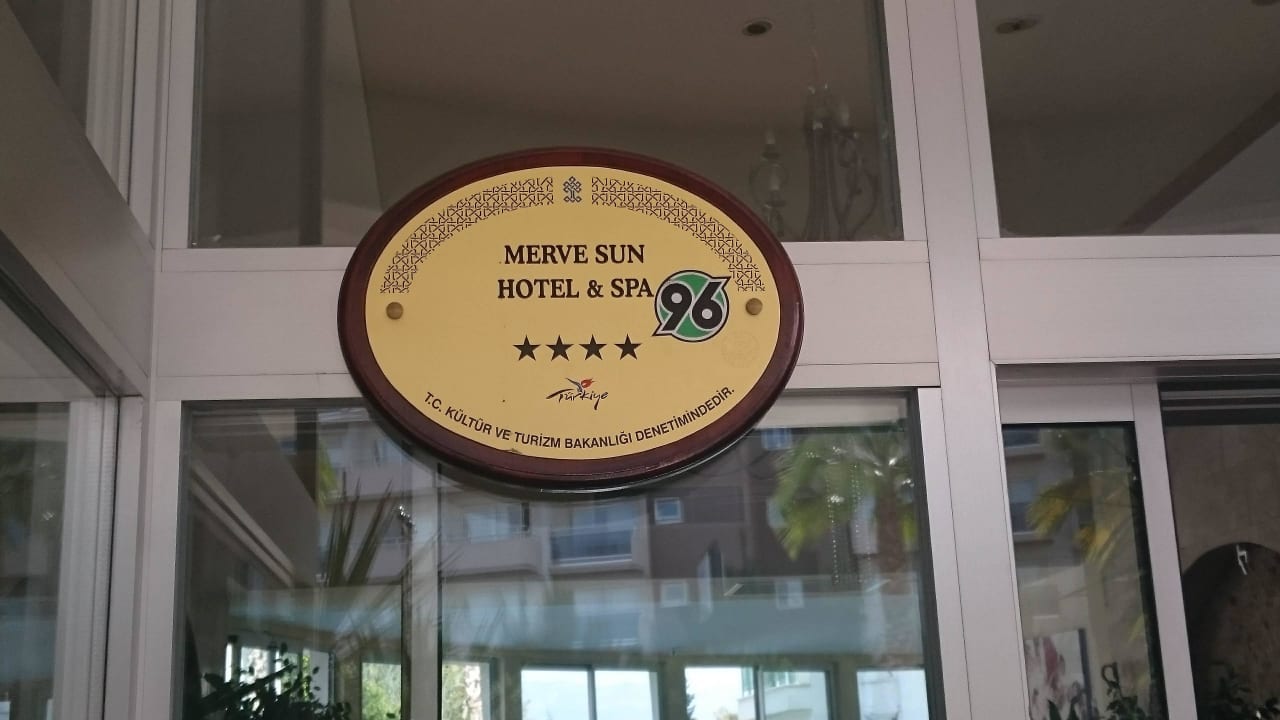 MERVE SUN
HOTEL & SPA
96
Türkiye
T.C. KÜLTÜR VE TURİZM BAKANLIĞI DENETİMİNDEDİR.